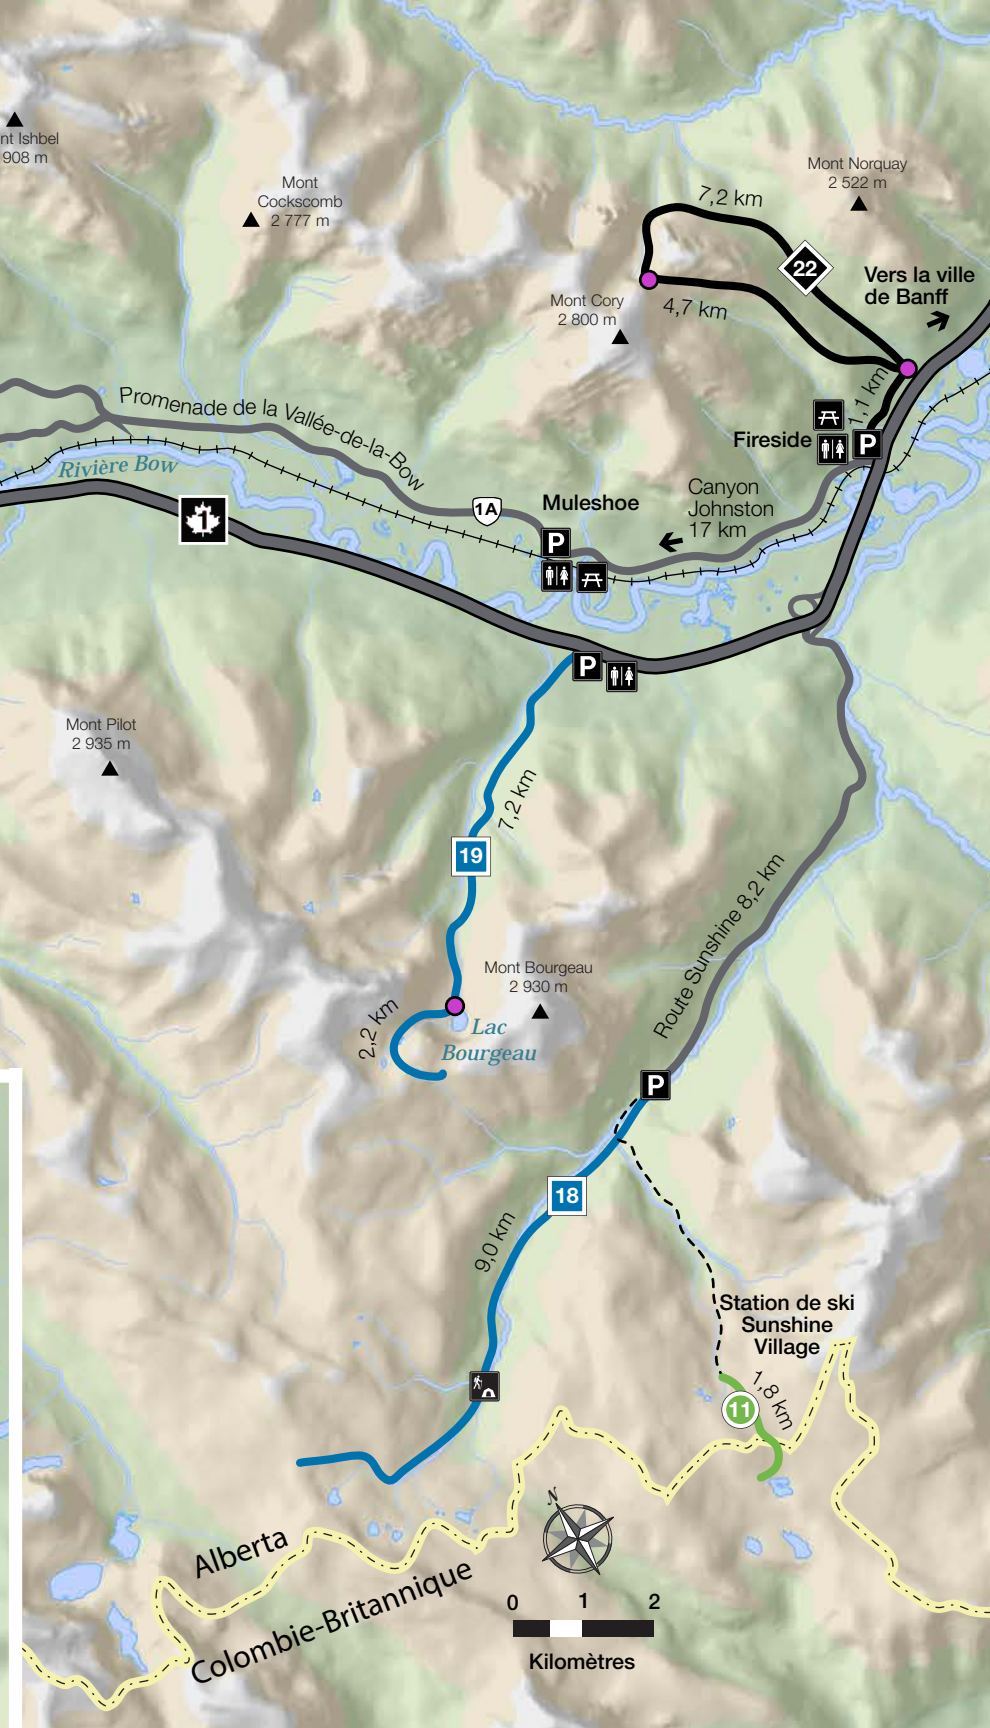 nt Ishbel
908 m
Mont
Cockscomb
2 777 m
Mont Norquay
2 522 m
7,2 km
22
Vers la ville
de Banff
Mont Cory
2 800 m
4,7 km
1,1 km
Promenade de la Vallée-de-la-Bow
Fireside
P
Rivière Bow
1A
Muleshoe
Canyon
Johnston
17 km
1
P
P
Mont Pilot
2 935 m
7,2 km
19
Route Sunshine 8,2 km
Mont Bourgeau
2 930 m
2,2 km
Lac
Bourgeau
P
18
9,0 km
Station de ski
Sunshine
Village
1,8 km
11
N
Alberta
Colombie-Britannique
0 1 2
Kilomètres